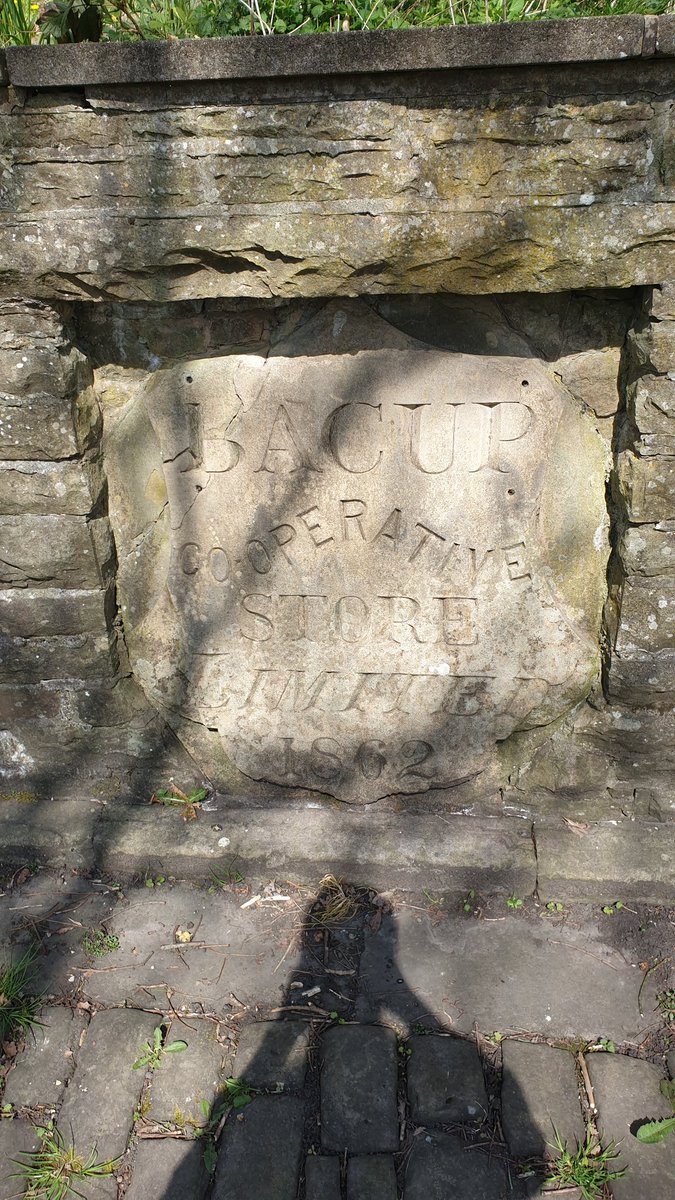 BACUP
CO-OPERATIVE
STORE
LIMITED
1862